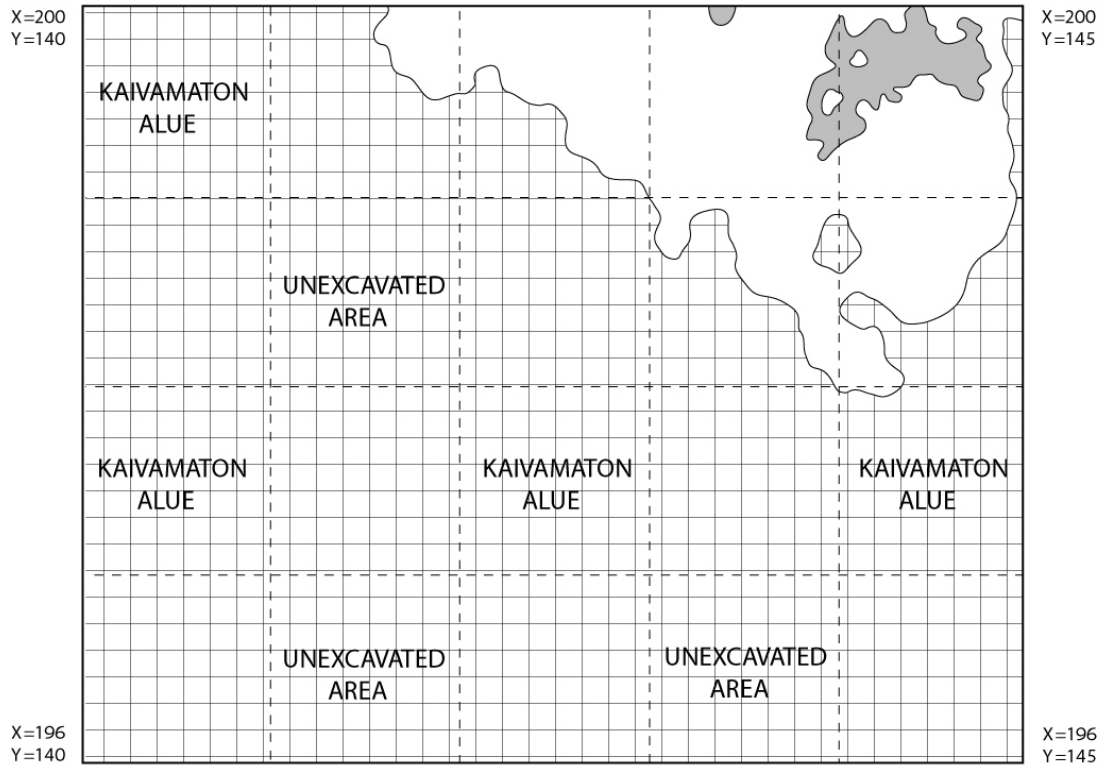 X=200
Y=140
X=200
Y=145
KAIVAMATON
ALUE
UNEXCAVATED
AREA
KAIVAMATON
ALUE
KAIVAMATON
ALUE
KAIVAMATON
ALUE
UNEXCAVATED
AREA
UNEXCAVATED
AREA
X=196
Y=140
X=196
Y=145